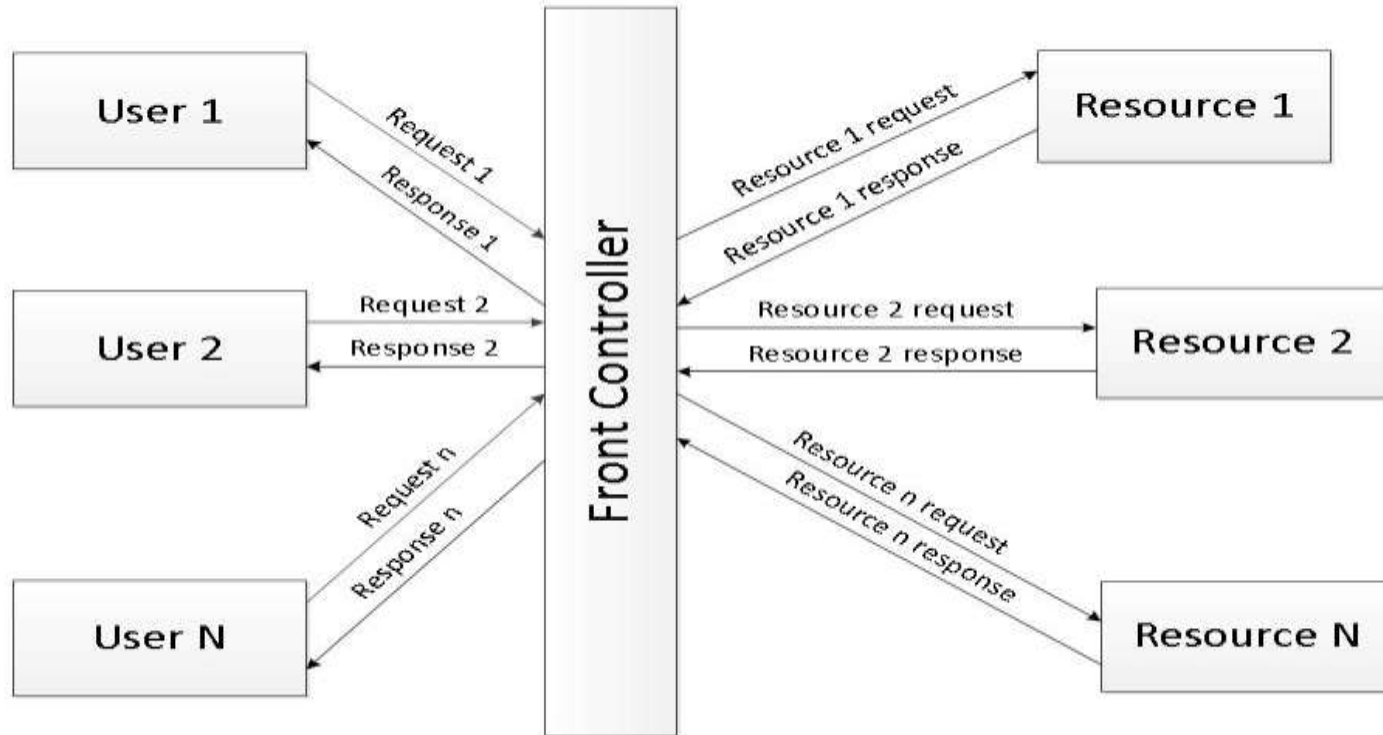 User 1
Request 1
Response 1
User 2
Request 2
Response 2
User N
Request n
Response n
Front Controller
Resource 1 request
Resource 1 response
Resource 1
Resource 2 request
Resource 2 response
Resource 2
Resource n request
Resource n response
Resource N